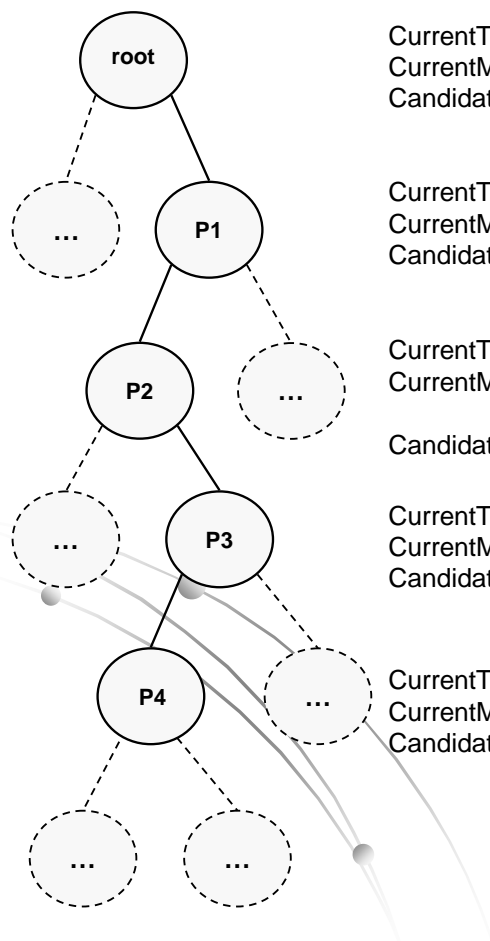 root
CurrentT
CurrentM
Candidat
...
P1
CurrentT
CurrentM
Candidat
P2
...
CurrentT
CurrentM
Candidat
...
P3
CurrentT
CurrentM
Candidat
P4
...
CurrentT
CurrentM
Candidat
...
...